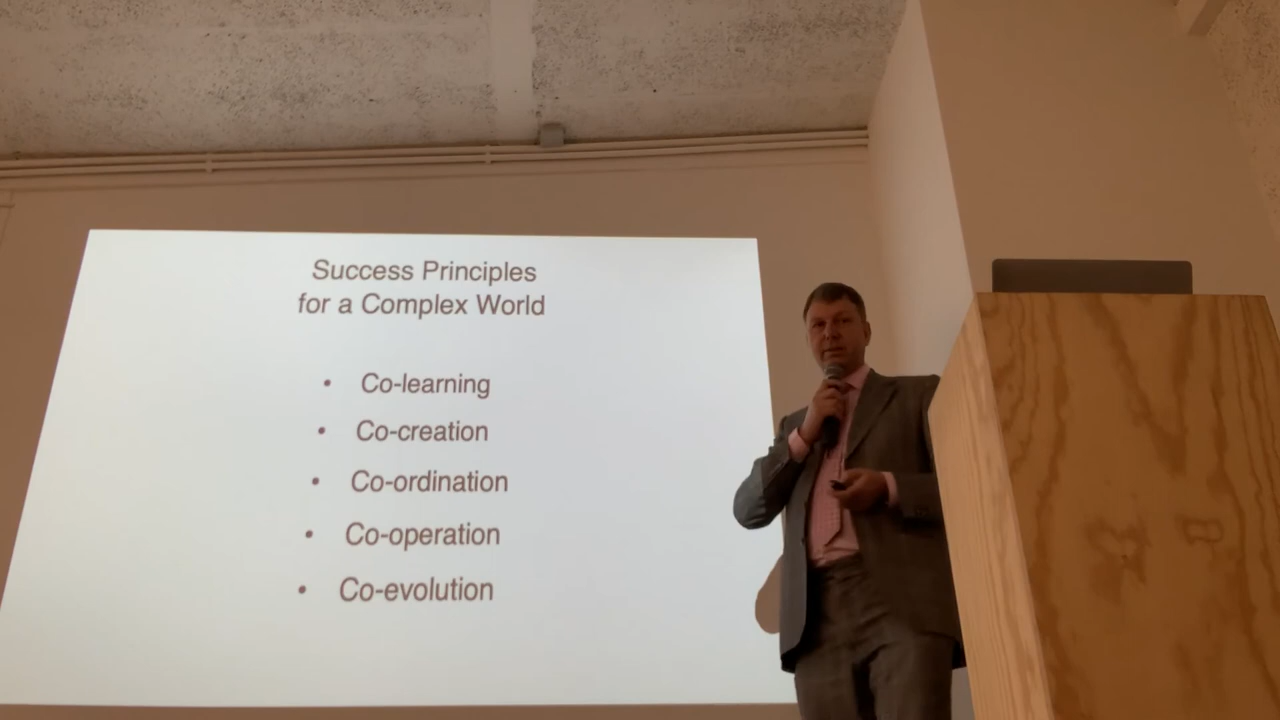 Success Principles
for a Complex World
• Co-learning
• Co-creation
• Co-ordination
• Co-operation
• Co-evolution